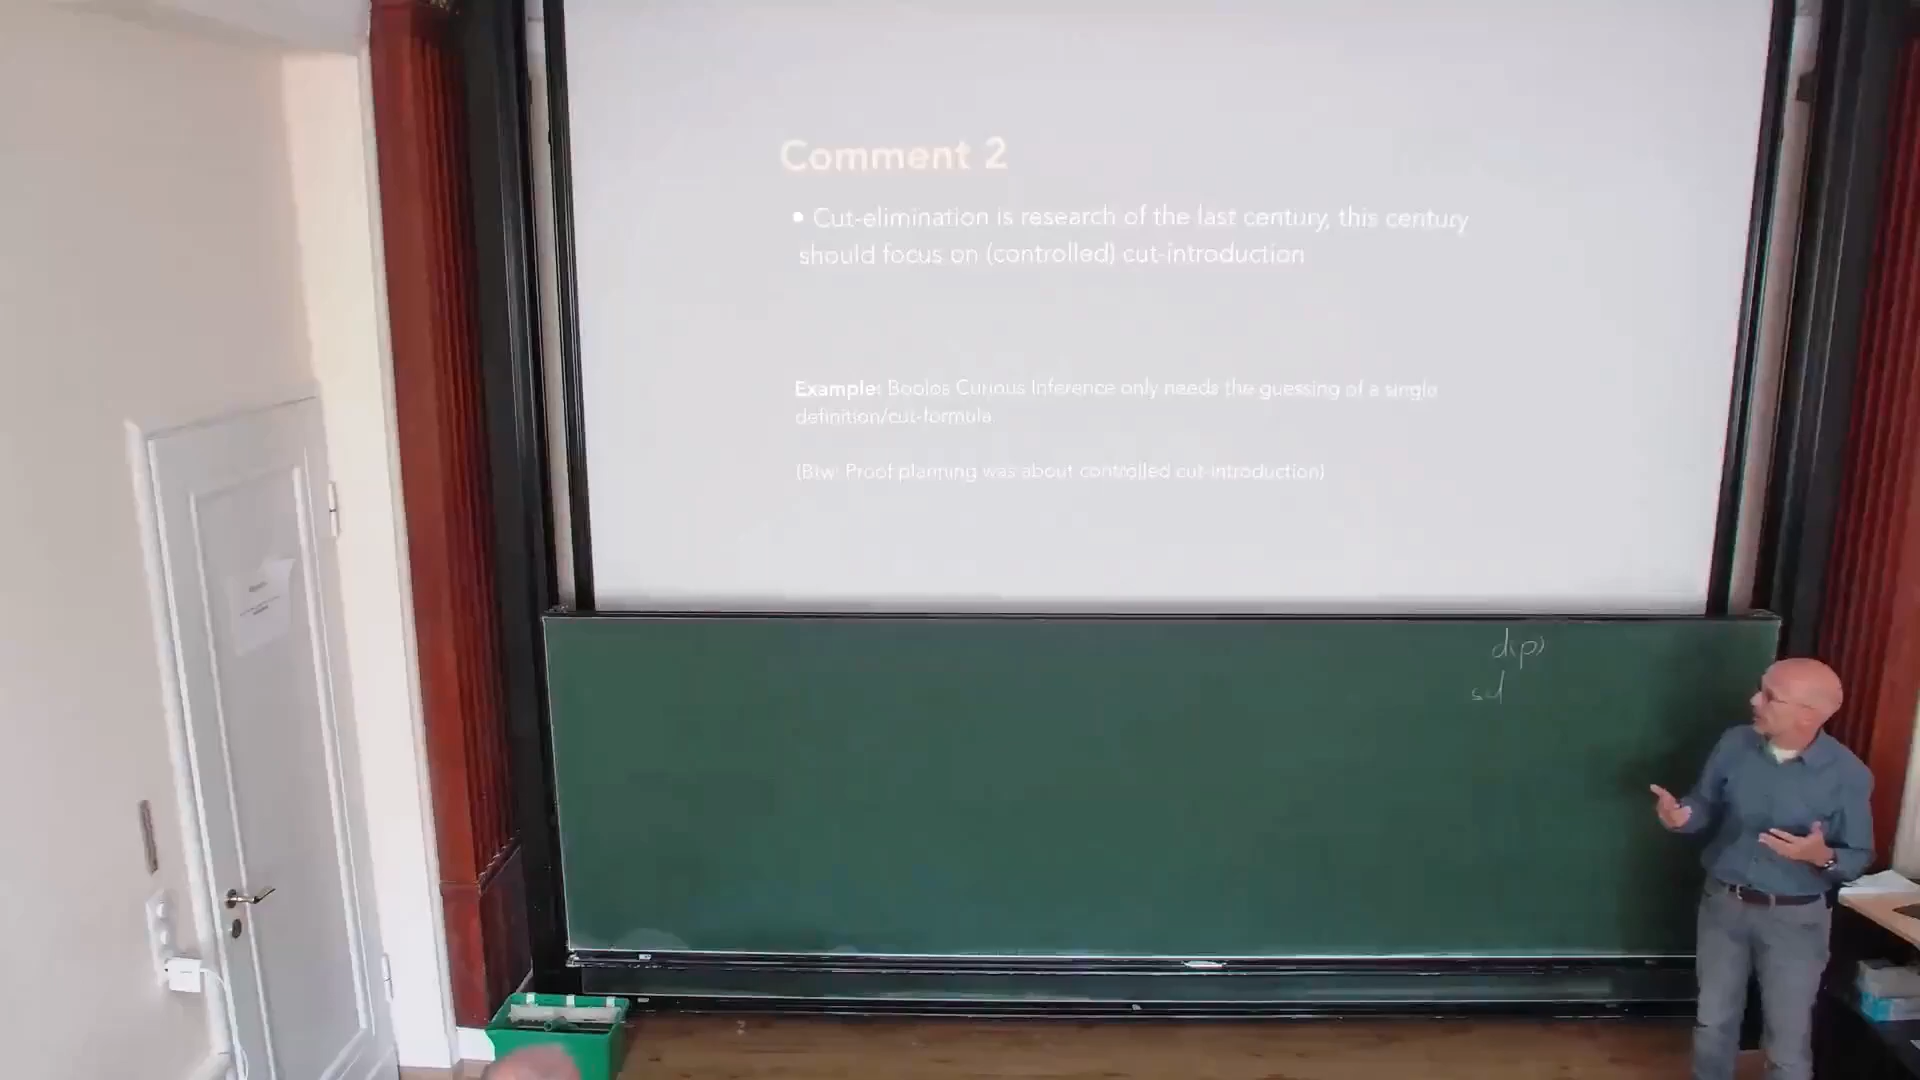 Comment 2
• Cut-elimination is research of the last century, this century
should focus on (controlled) cut-introduction
Example: Boolos Curious Inference only needs the guessing of a single
definition/cut-formula.
(Btw: Proof planning was about controlled cut-introduction)
d(p)